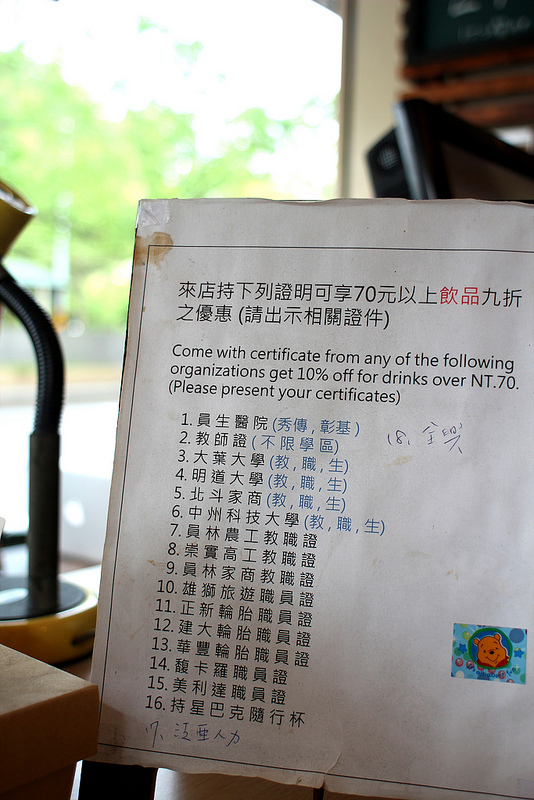 來店持下列證明可享70元以上飲品九折
之優惠 (請出示相關證件)
Come with certificate from any of the following
organizations get 10% off for drinks over NT.70.
(Please present your certificates)
1. 員生醫院 (秀傳 , 彰基 )
2. 教師證 ( 不限學區)
3. 大葉大學 (教 , 職 , 生)
4. 明道大學 (教 , 職 , 生)
5. 北斗家商 (教 , 職 , 生)
6. 中州科技大學 (教 , 職 , 生)
7. 員林農工教職證
8. 崇實高工教職證
9. 員林家商教職證
10. 雄獅旅遊職員證
11. 正新輪胎職員證
12. 建大輪胎職員證
13. 華豐輪胎職員證
14. 馥卡羅職員證
15. 美利達職員證
16. 持星巴克隨行杯
17. 泛亞人力
18. 全興